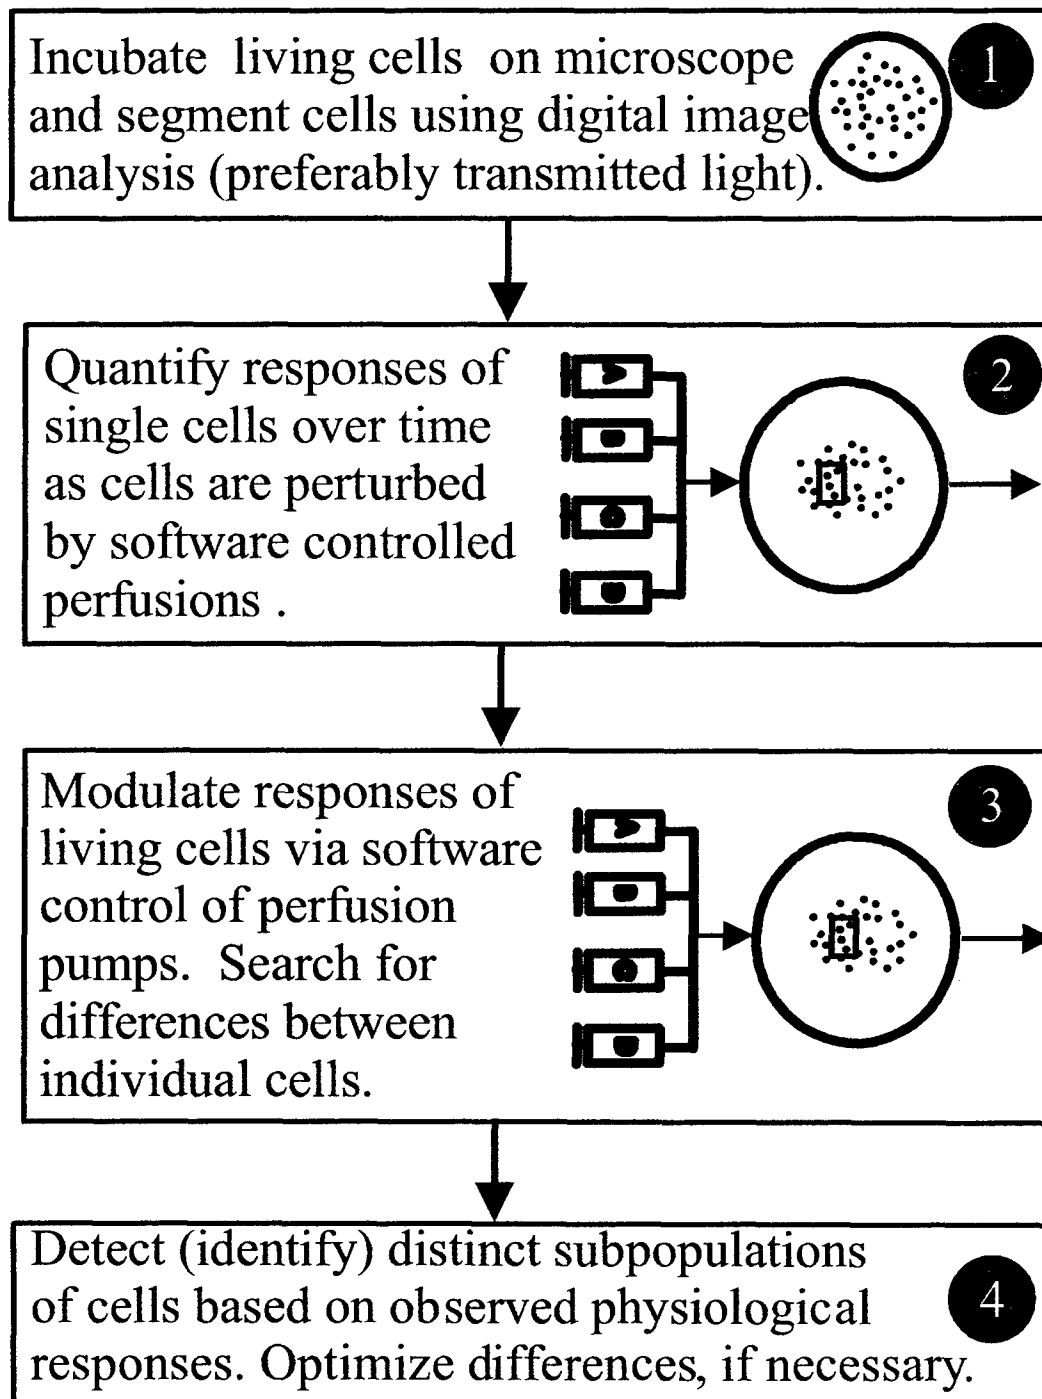 Incubate living cells on microscope
and segment cells using digital image
analysis (preferably transmitted light).
1
Quantify responses of
single cells over time
as cells are perturbed
by software controlled
perfusions .
2
Modulate responses of
living cells via software
control of perfusion
pumps. Search for
differences between
individual cells.
3
Detect (identify) distinct subpopulations
of cells based on observed physiological
responses. Optimize differences, if necessary.
4